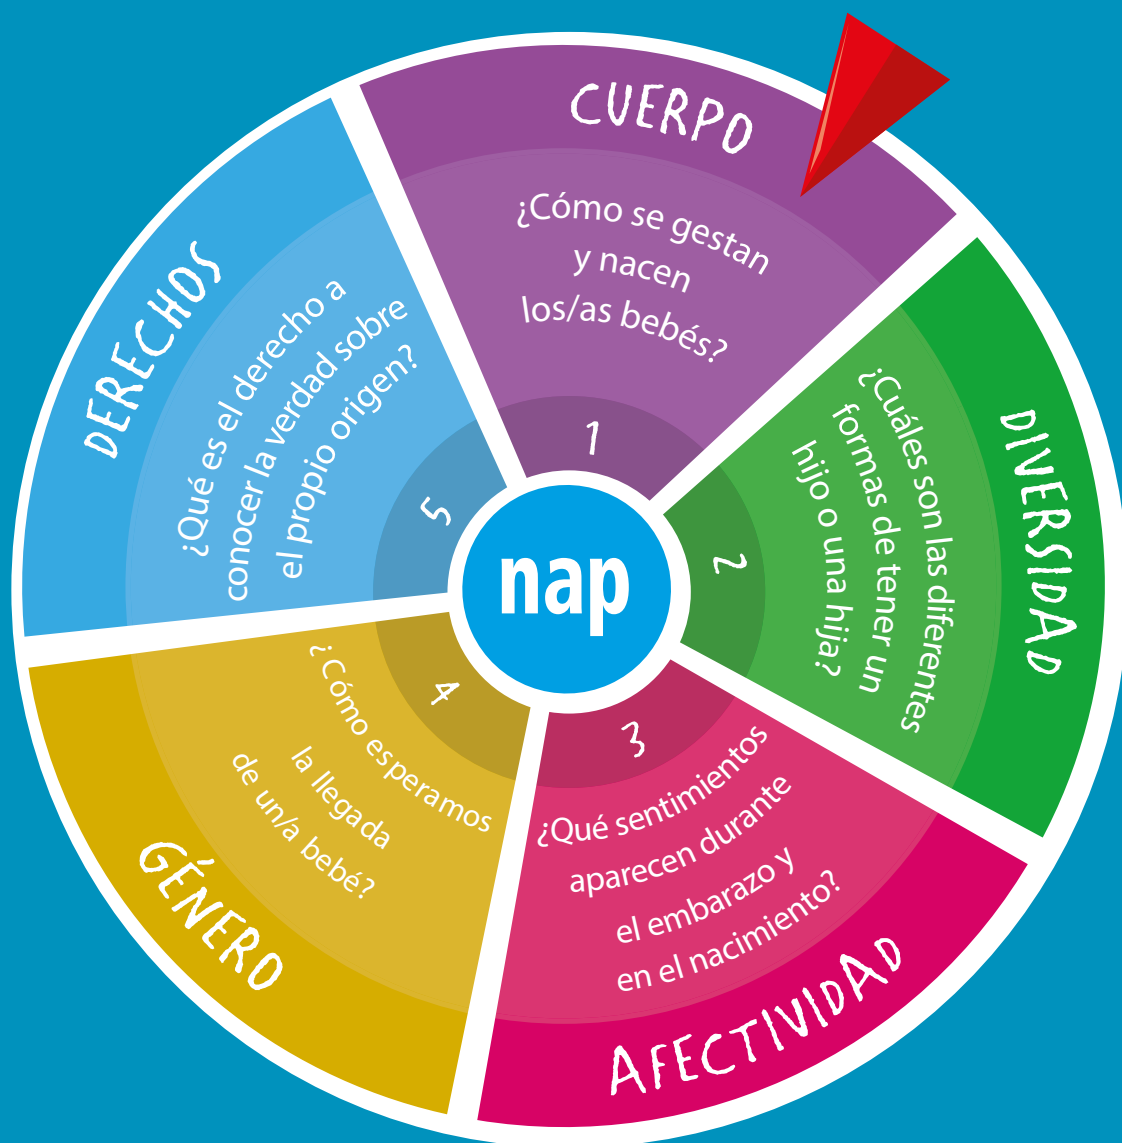 CUERPO
¿Cómo se gestan
y nacen
los/as bebés?
1
DIVERSIDAD
¿Cuáles son las diferentes
formas de tener un
hijo o una hija?
2
AFECTIVIDAD
¿Qué sentimientos
aparecen durante
el embarazo y
en el nacimiento?
3
GÉNERO
¿Cómo esperamos
la llegada
de un/a bebé?
4
DERECHOS
¿Qué es el derecho a
conocer la verdad sobre
el propio origen?
5
nap